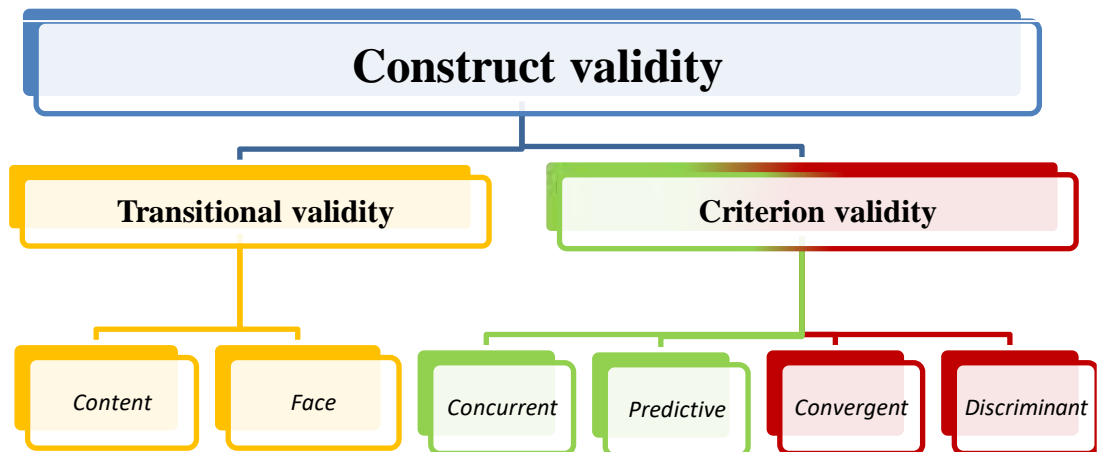 Construct validity
Transitional validity
Criterion validity
Content
Face
Concurrent
Predictive
Convergent
Discriminant